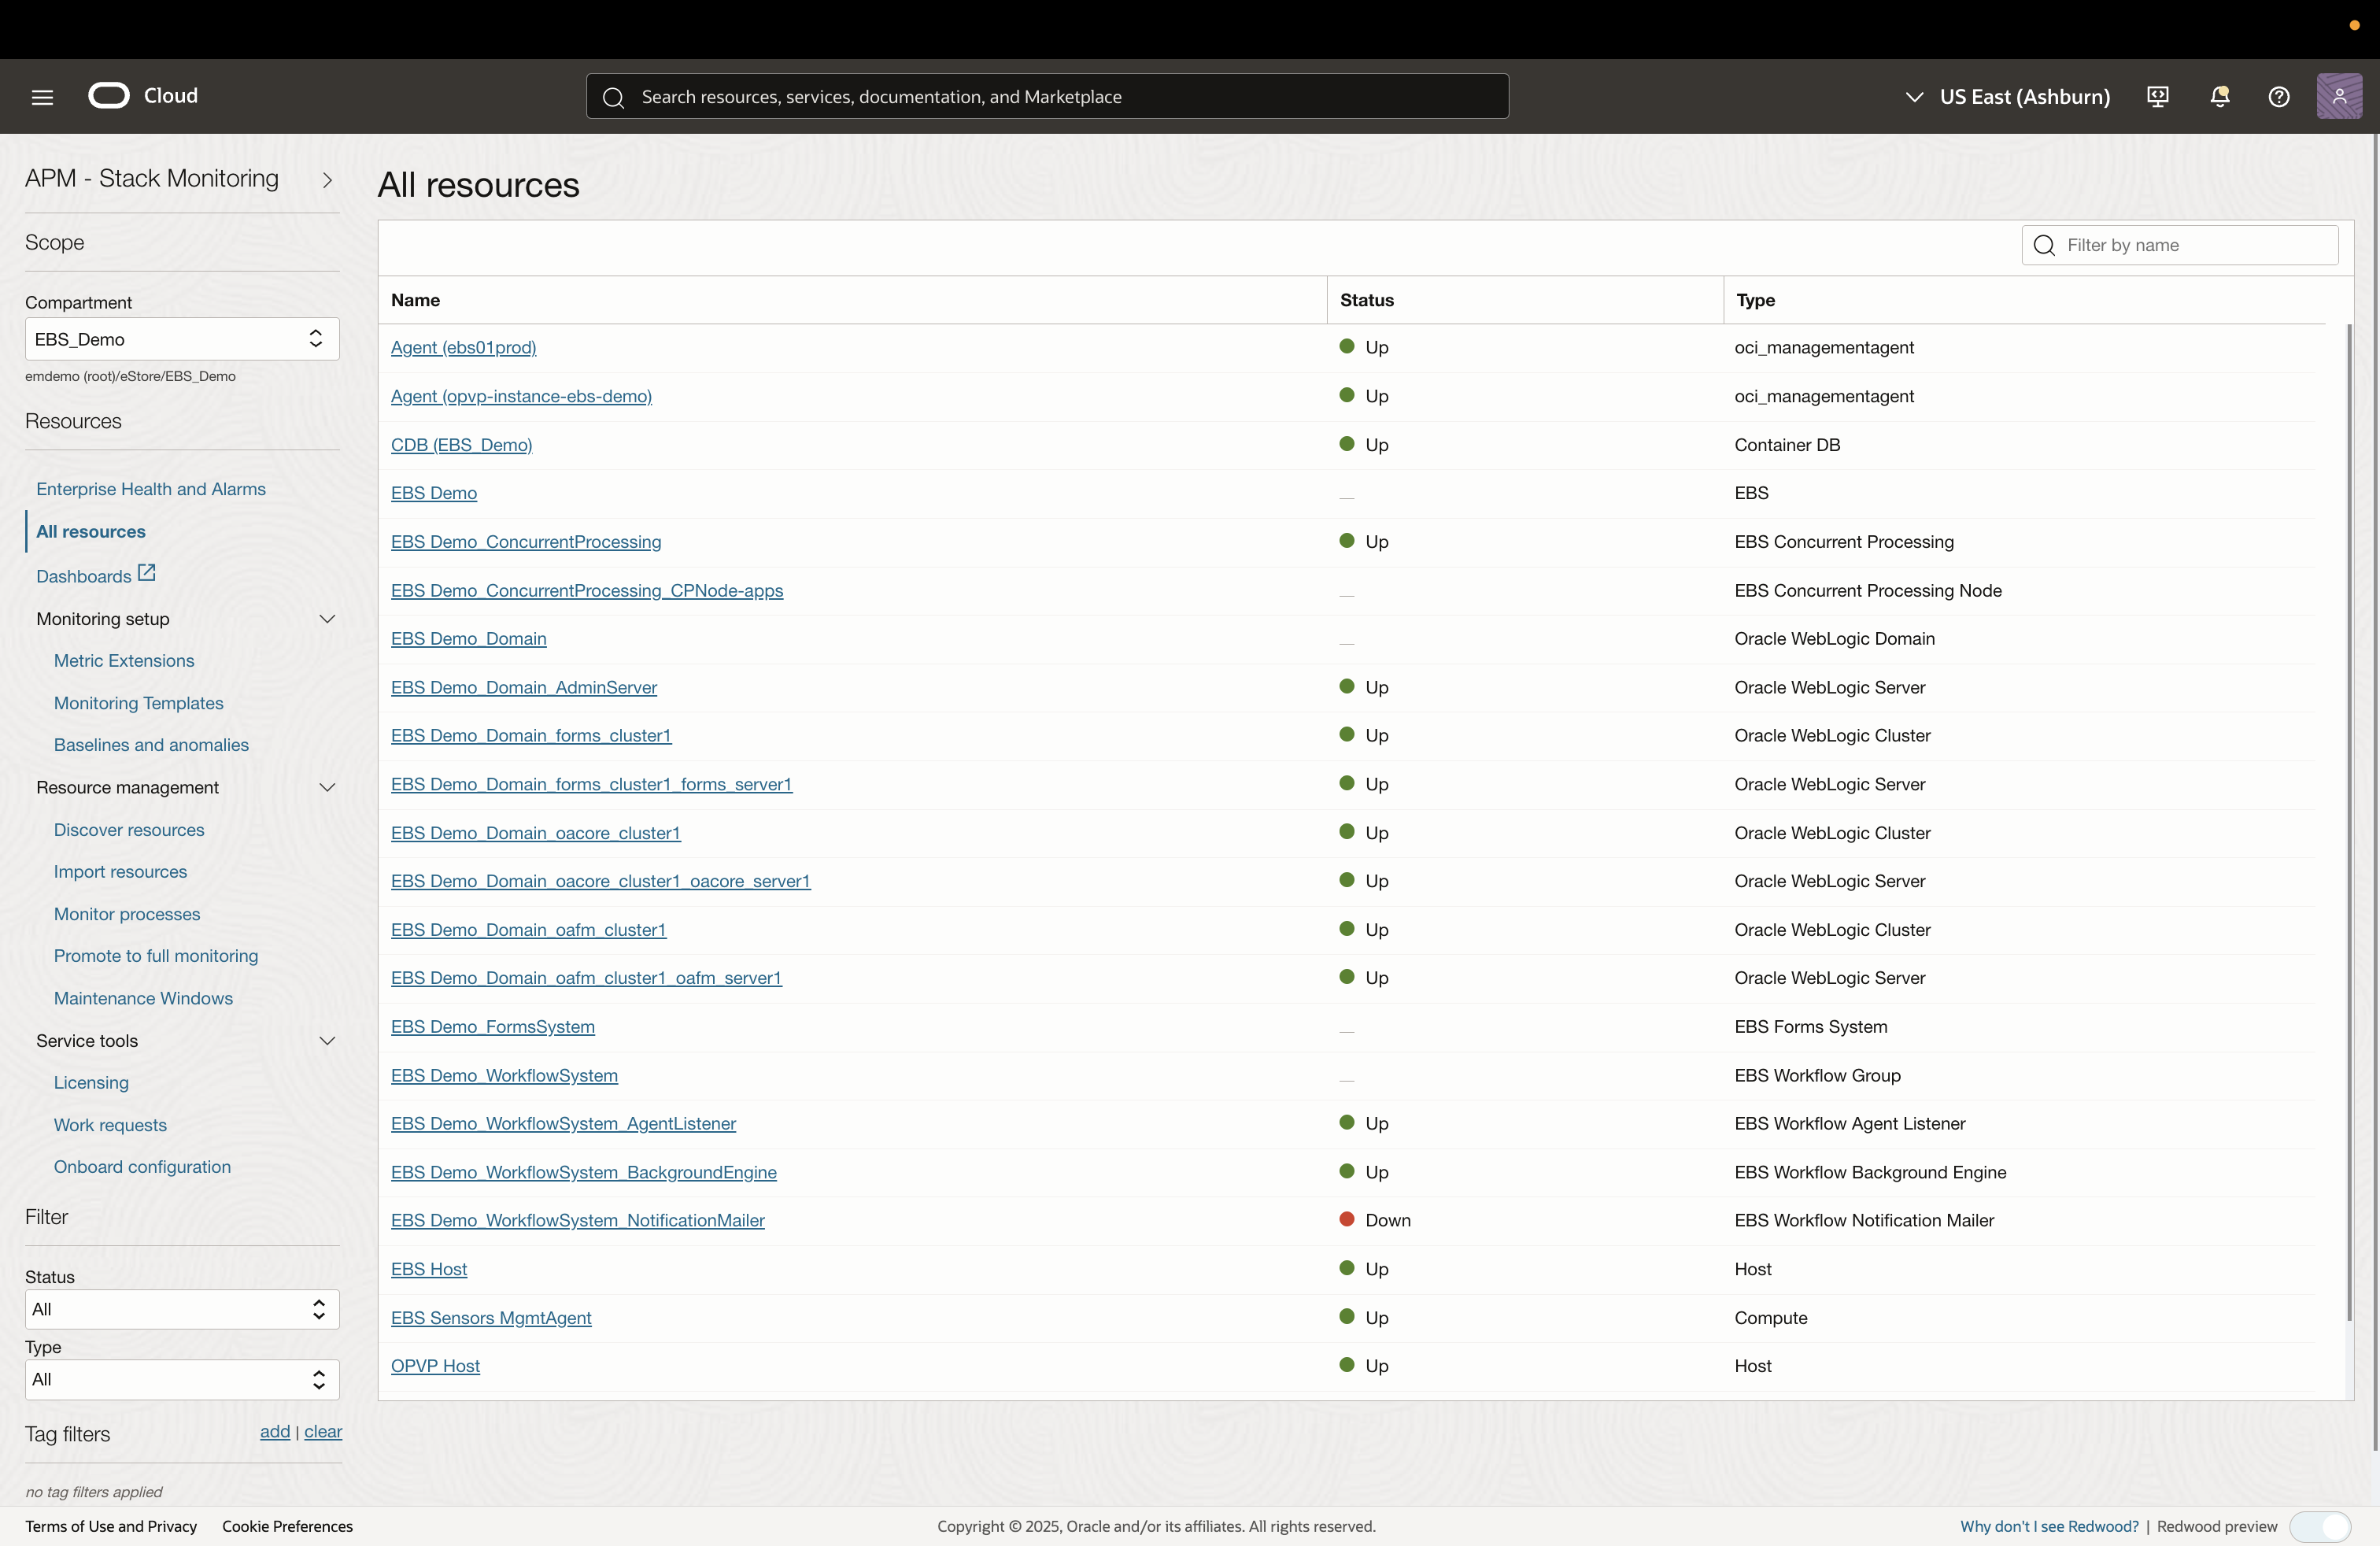 Cloud
Search resources, services, documentation, and Marketplace
US East (Ashburn)
APM - Stack Monitoring
Scope
Compartment
EBS_Demo
emdemo (root)/eStore/EBS_Demo
Resources
Enterprise Health and Alarms
All resources
Dashboards
Monitoring setup
Metric Extensions
Monitoring Templates
Baselines and anomalies
Resource management
Discover resources
Import resources
Monitor processes
Promote to full monitoring
Maintenance Windows
Service tools
Licensing
Work requests
Onboard configuration
Filter
Status
All
Type
All
Tag filters add | clear
no tag filters applied
All resources
Filter by name
Name Status Type
Agent (ebs01prod) Up oci_managementagent
Agent (opvp-instance-ebs-demo) Up oci_managementagent
CDB (EBS_Demo) Up Container DB
EBS Demo — EBS
EBS Demo_ConcurrentProcessing Up EBS Concurrent Processing
EBS Demo_ConcurrentProcessing_CPNode-apps — EBS Concurrent Processing Node
EBS Demo_Domain — Oracle WebLogic Domain
EBS Demo_Domain_AdminServer Up Oracle WebLogic Server
EBS Demo_Domain_forms_cluster1 Up Oracle WebLogic Cluster
EBS Demo_Domain_forms_cluster1_forms_server1 Up Oracle WebLogic Server
EBS Demo_Domain_oacore_cluster1 Up Oracle WebLogic Cluster
EBS Demo_Domain_oacore_cluster1_oacore_server1 Up Oracle WebLogic Server
EBS Demo_Domain_oafm_cluster1 Up Oracle WebLogic Cluster
EBS Demo_Domain_oafm_cluster1_oafm_server1 Up Oracle WebLogic Server
EBS Demo_FormsSystem — EBS Forms System
EBS Demo_WorkflowSystem — EBS Workflow Group
EBS Demo_WorkflowSystem_AgentListener Up EBS Workflow Agent Listener
EBS Demo_WorkflowSystem_BackgroundEngine Up EBS Workflow Background Engine
EBS Demo_WorkflowSystem_NotificationMailer Down EBS Workflow Notification Mailer
EBS Host Up Host
EBS Sensors MgmtAgent Up Compute
OPVP Host Up Host
Terms of Use and Privacy Cookie Preferences
Copyright © 2025, Oracle and/or its affiliates. All rights reserved.
Why don't I see Redwood? | Redwood preview